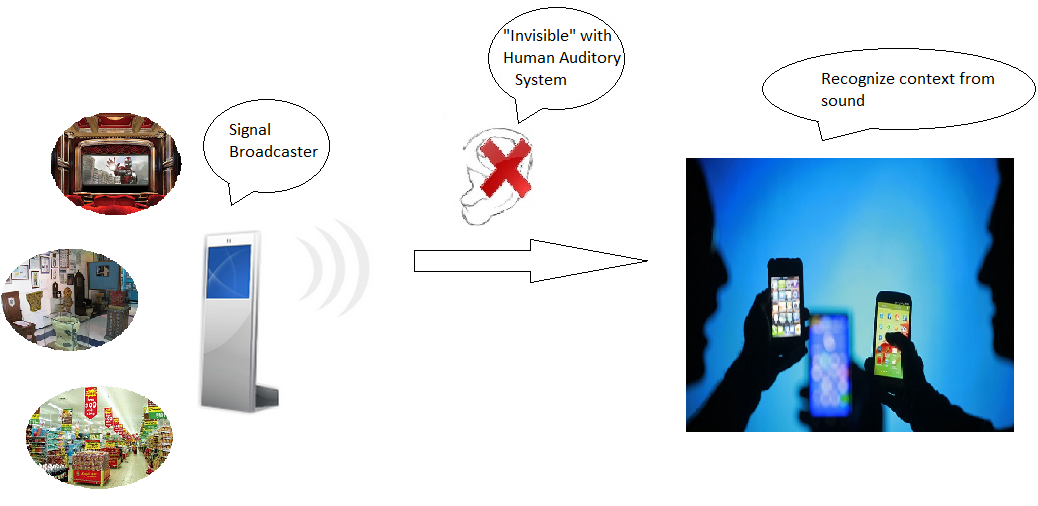 "Invisible" with
Human Auditory
System
Recognize context from
sound
Signal
Broadcaster